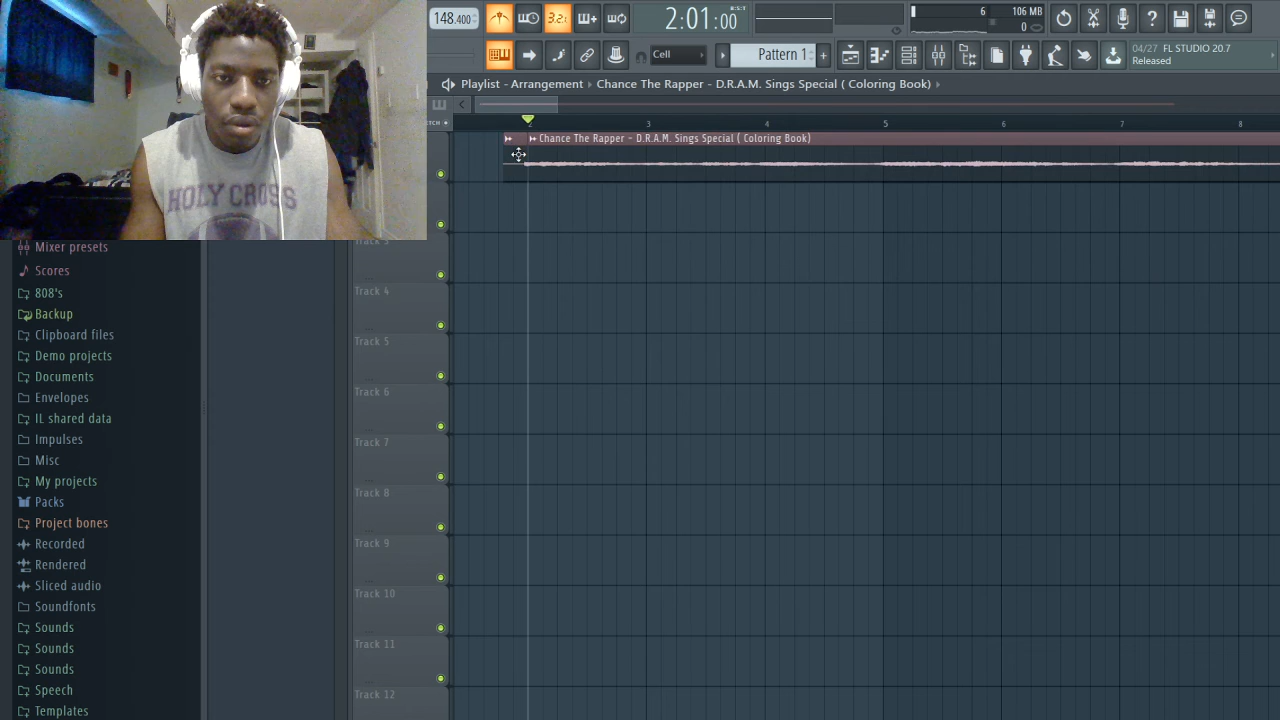 148.400
3.2.
2:01:00
B:S:T
6
106 MB
0
Cell
Pattern 1
04/27 FL STUDIO 20.7
Released
Playlist - Arrangement › Chance The Rapper - D.R.A.M. Sings Special ( Coloring Book) ›
2 3 4 5 6 7 8
Chance The Rapper - D.R.A.M. Sings Special ( Coloring Book)
HOLY CROSS
Mixer presets
Scores
808's
Backup
Clipboard files
Demo projects
Documents
Envelopes
IL shared data
Impulses
Misc
My projects
Packs
Project bones
Recorded
Rendered
Sliced audio
Soundfonts
Sounds
Sounds
Sounds
Speech
Templates
Track 4
Track 5
Track 6
Track 7
Track 8
Track 9
Track 10
Track 11
Track 12